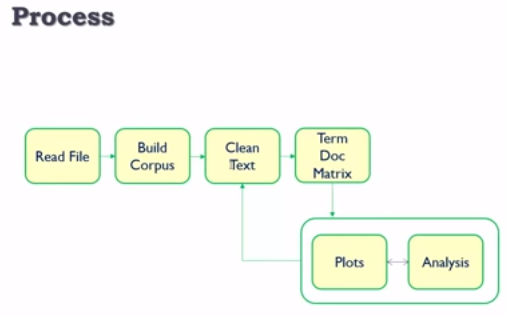 Process
Read File
Build
Corpus
Clean
Text
Term
Doc
Matrix
Plots
Analysis